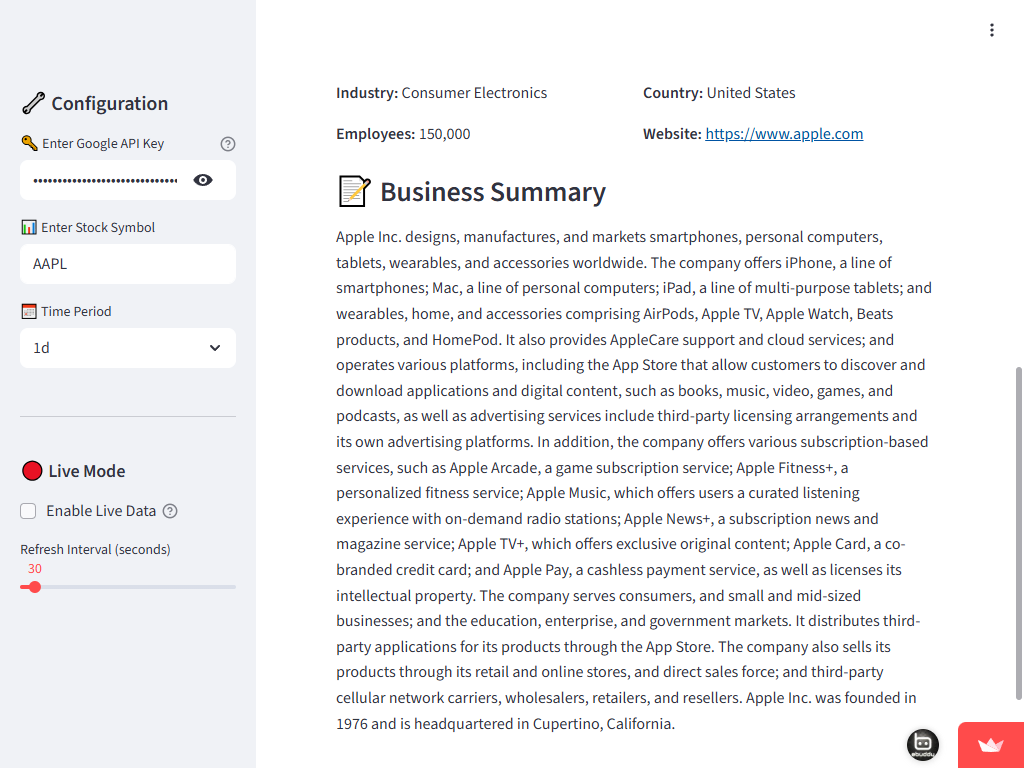 Configuration
Enter Google API Key
••••••••••••••••••••••••••••••
Enter Stock Symbol
AAPL
Time Period
1d
Live Mode
Enable Live Data
Refresh Interval (seconds)
30
Industry: Consumer Electronics
Country: United States
Employees: 150,000
Website: https://www.apple.com
Business Summary
Apple Inc. designs, manufactures, and markets smartphones, personal computers,
tablets, wearables, and accessories worldwide. The company offers iPhone, a line of
smartphones; Mac, a line of personal computers; iPad, a line of multi-purpose tablets; and
wearables, home, and accessories comprising AirPods, Apple TV, Apple Watch, Beats
products, and HomePod. It also provides AppleCare support and cloud services; and
operates various platforms, including the App Store that allow customers to discover and
download applications and digital content, such as books, music, video, games, and
podcasts, as well as advertising services include third-party licensing arrangements and
its own advertising platforms. In addition, the company offers various subscription-based
services, such as Apple Arcade, a game subscription service; Apple Fitness+, a
personalized fitness service; Apple Music, which offers users a curated listening
experience with on-demand radio stations; Apple News+, a subscription news and
magazine service; Apple TV+, which offers exclusive original content; Apple Card, a co-
branded credit card; and Apple Pay, a cashless payment service, as well as licenses its
intellectual property. The company serves consumers, and small and mid-sized
businesses; and the education, enterprise, and government markets. It distributes third-
party applications for its products through the App Store. The company also sells its
products through its retail and online stores, and direct sales force; and third-party
cellular network carriers, wholesalers, retailers, and resellers. Apple Inc. was founded in
1976 and is headquartered in Cupertino, California.